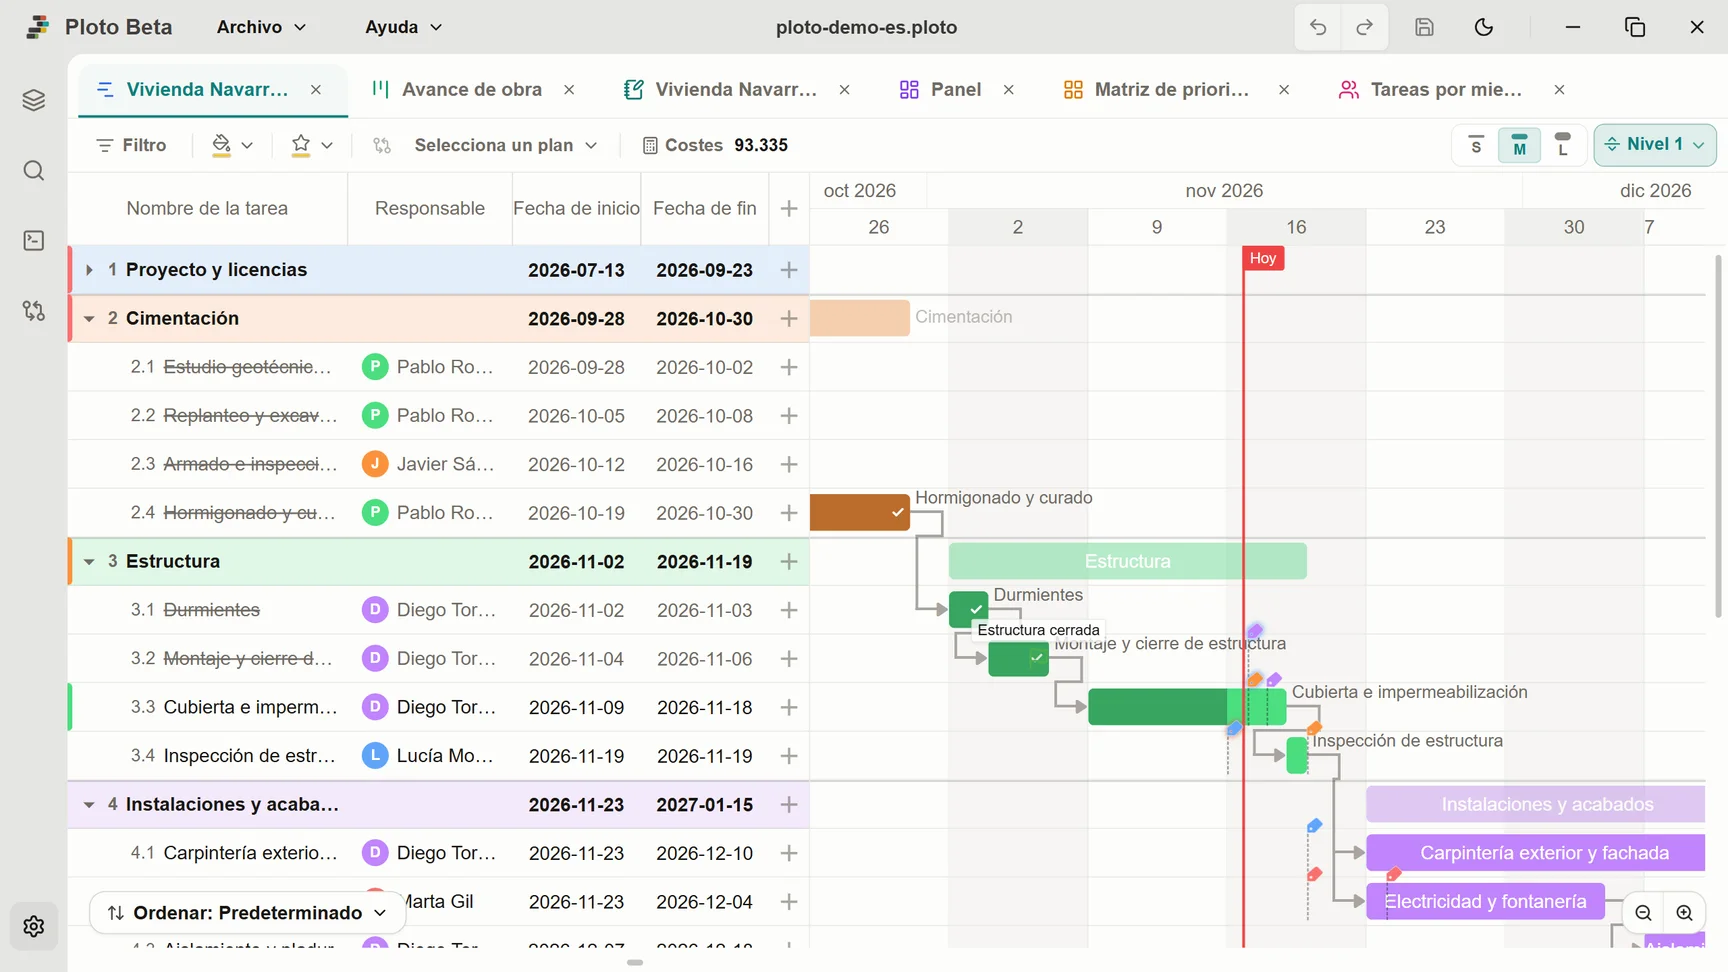 Ploto Beta
Archivo
Ayuda
ploto-demo-es.ploto
Vivienda Navarr...
Avance de obra
Vivienda Navarr...
Panel
Matriz de priori...
Tareas por mie...
Filtro
Selecciona un plan
Costes 93.335
S
M
L
Nivel 1
Nombre de la tarea
Responsable
Fecha de inicio
Fecha de fin
oct 2026
nov 2026
dic 2026
26
2
9
16
23
30
7
Hoy
1 Proyecto y licencias 2026-07-13 2026-09-23
2 Cimentación 2026-09-28 2026-10-30
Cimentación
2.1 Estudio geotécnic... P Pablo Ro... 2026-09-28 2026-10-02
2.2 Replanteo y excav... P Pablo Ro... 2026-10-05 2026-10-08
2.3 Armado e inspecci... J Javier Sá... 2026-10-12 2026-10-16
2.4 Hormigonado y cu... P Pablo Ro... 2026-10-19 2026-10-30
Hormigonado y curado
3 Estructura 2026-11-02 2026-11-19
Estructura
3.1 Durmientes D Diego Tor... 2026-11-02 2026-11-03
Durmientes
Estructura cerrada
3.2 Montaje y cierre d... D Diego Tor... 2026-11-04 2026-11-06
Montaje y cierre de estructura
3.3 Cubierta e imperm... D Diego Tor... 2026-11-09 2026-11-18
Cubierta e impermeabilización
3.4 Inspección de estr... L Lucía Mo... 2026-11-19 2026-11-19
Inspección de estructura
4 Instalaciones y acaba... 2026-11-23 2027-01-15
Instalaciones y acabados
4.1 Carpintería exterio... D Diego Tor... 2026-11-23 2026-12-10
Carpintería exterior y fachada
Marta Gil 2026-11-23 2026-12-04
Electricidad y fontanería
Ordenar: Predeterminado